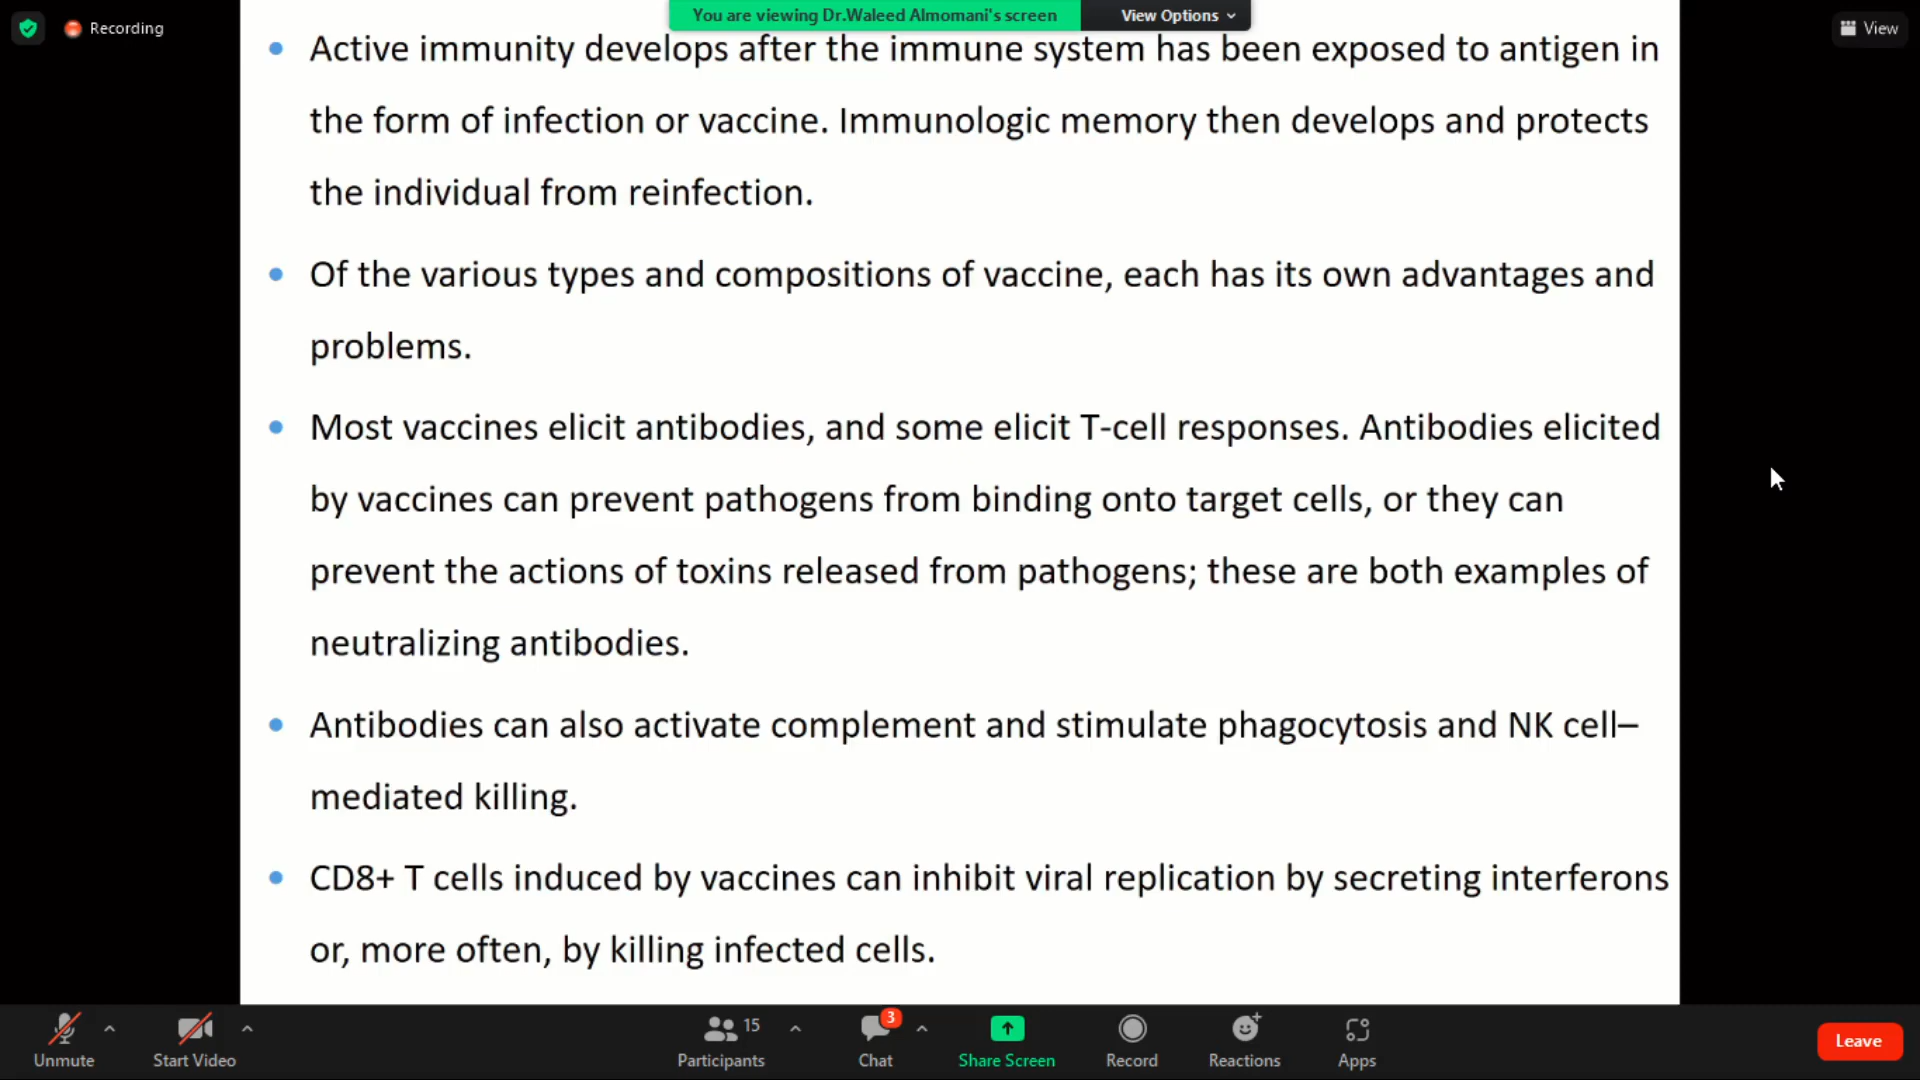 Recording
You are viewing Dr.Waleed Almomani's screen
View Options
View
• Active immunity develops after the immune system has been exposed to antigen in
the form of infection or vaccine. Immunologic memory then develops and protects
the individual from reinfection.
• Of the various types and compositions of vaccine, each has its own advantages and
problems.
• Most vaccines elicit antibodies, and some elicit T-cell responses. Antibodies elicited
by vaccines can prevent pathogens from binding onto target cells, or they can
prevent the actions of toxins released from pathogens; these are both examples of
neutralizing antibodies.
• Antibodies can also activate complement and stimulate phagocytosis and NK cell–
mediated killing.
• CD8+ T cells induced by vaccines can inhibit viral replication by secreting interferons
or, more often, by killing infected cells.
Unmute
Start Video
15
Participants
3
Chat
Share Screen
Record
Reactions
Apps
Leave